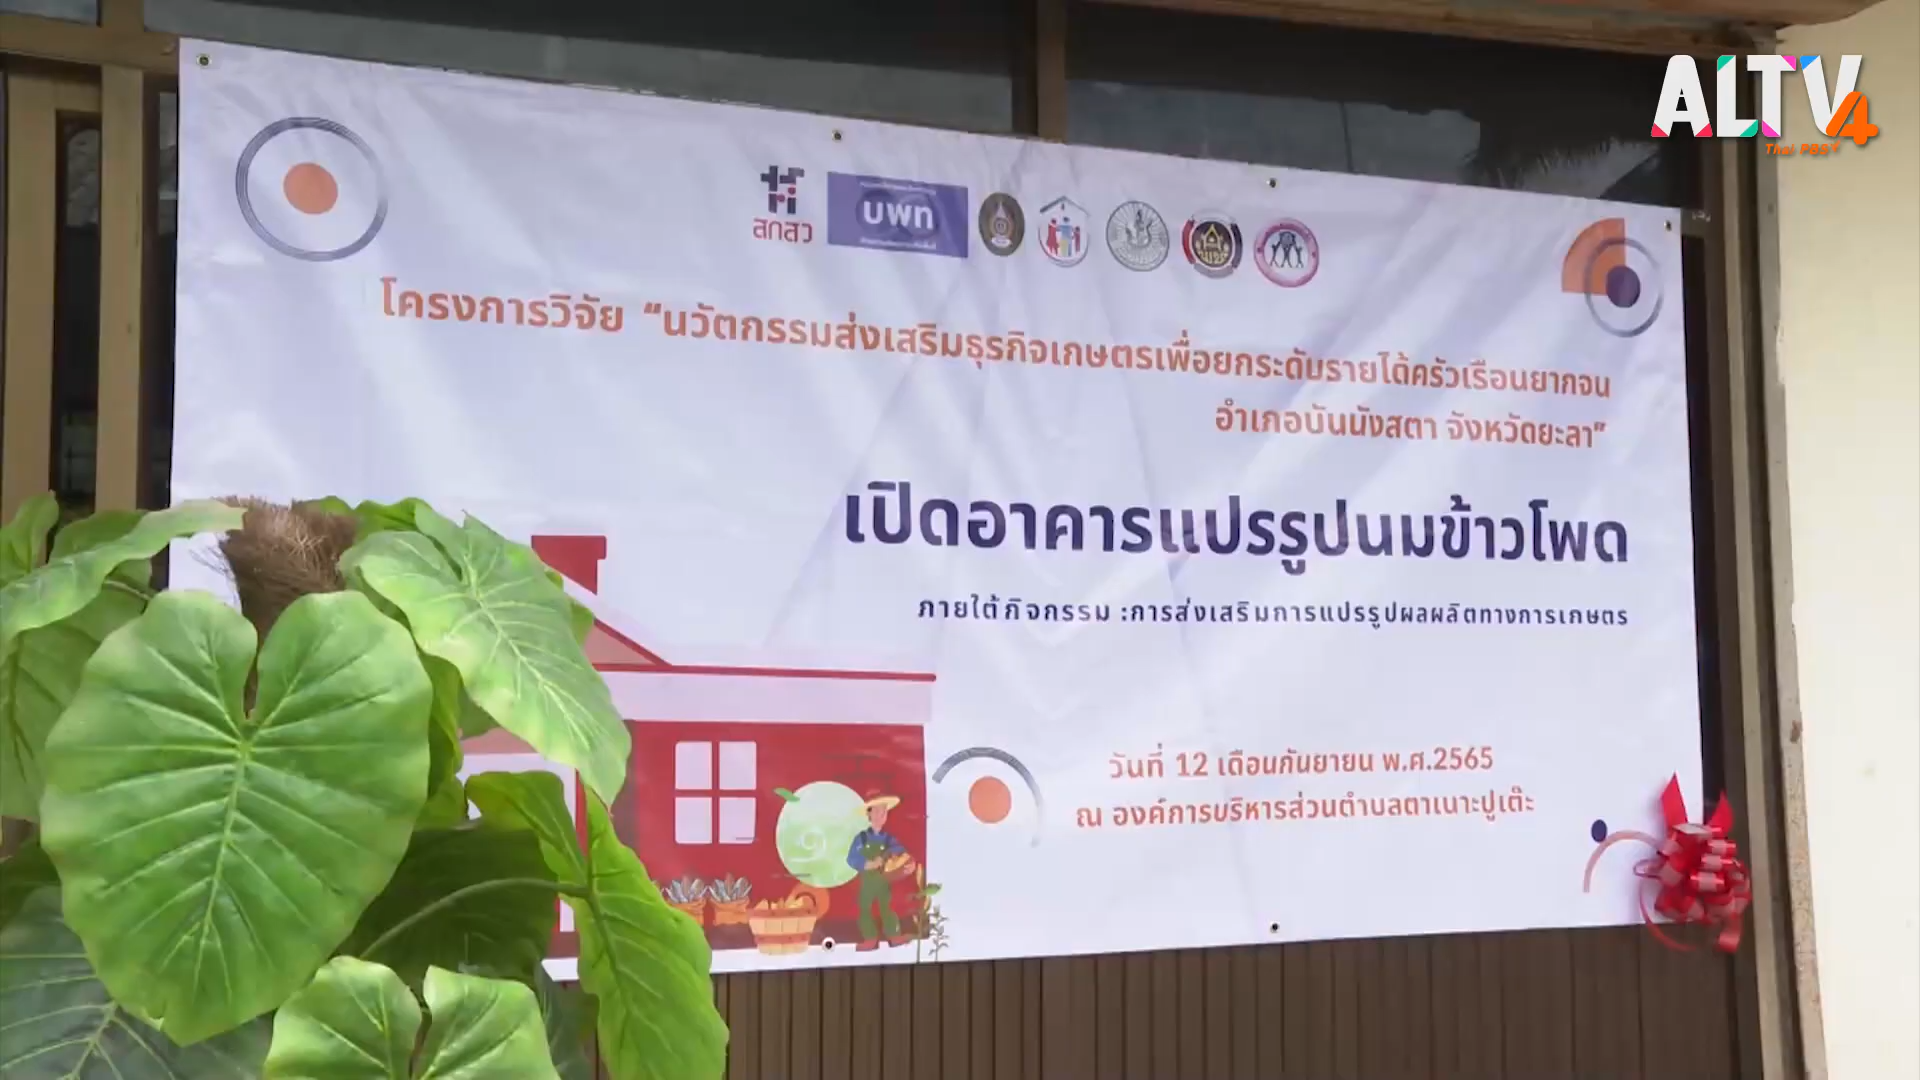 ALTV4
Thai PBS
tsri
สกสว
บพท
โครงการวิจัย “นวัตกรรมส่งเสริมธุรกิจเกษตรเพื่อยกระดับรายได้ครัวเรือนยากจน
อำเภอบันนังสตา จังหวัดยะลา”
เปิดอาคารแปรรูปนมข้าวโพด
ภายใต้กิจกรรม :การส่งเสริมการแปรรูปผลผลิตทางการเกษตร
วันที่ 12 เดือนกันยายน พ.ศ.2565
ณ องค์การบริหารส่วนตำบลตาเนาะปูเต๊ะ